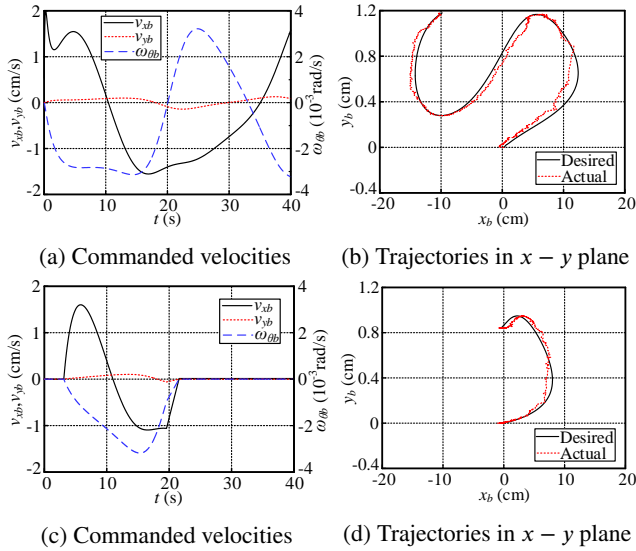 2
1
0
-1
-2
v_xb, v_yb (cm/s)
v_xb
v_yb
ω_θb
4
2
0
-2
-4
ω_θb (10⁻³rad/s)
0 10 20 30 40
t (s)
(a) Commanded velocities
1.2
0.8
0.4
0
-0.4
y_b (cm)
Desired
Actual
-20 -10 0 10 20
x_b (cm)
(b) Trajectories in x − y plane
2
1
0
-1
-2
v_xb, v_yb (cm/s)
v_xb
v_yb
ω_θb
4
2
0
-2
-4
ω_θb (10⁻³rad/s)
0 10 20 30 40
t (s)
(c) Commanded velocities
1.2
0.8
0.4
0
-0.4
y_b (cm)
Desired
Actual
-20 -10 0 10 20
x_b (cm)
(d) Trajectories in x − y plane